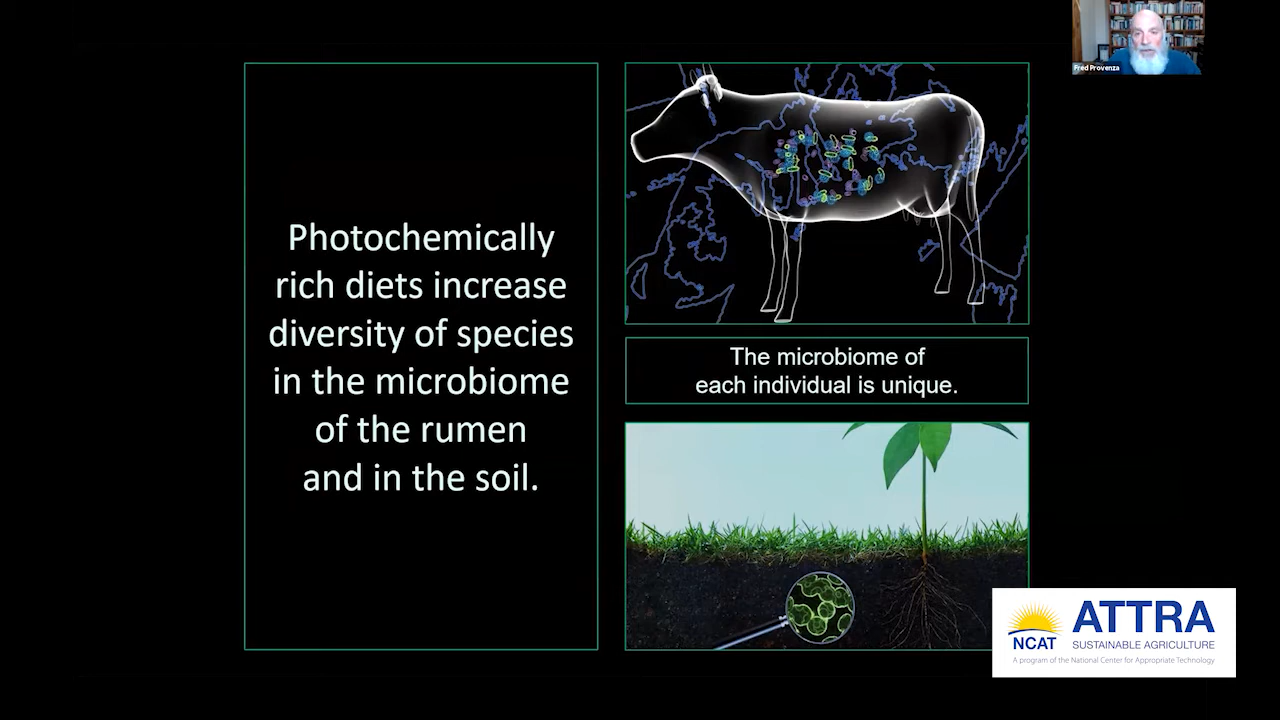 Fred Provenza
Photochemically
rich diets increase
diversity of species
in the microbiome
of the rumen
and in the soil.
The microbiome of
each individual is unique.
NCAT
ATTRA
SUSTAINABLE AGRICULTURE
A program of the National Center for Appropriate Technology